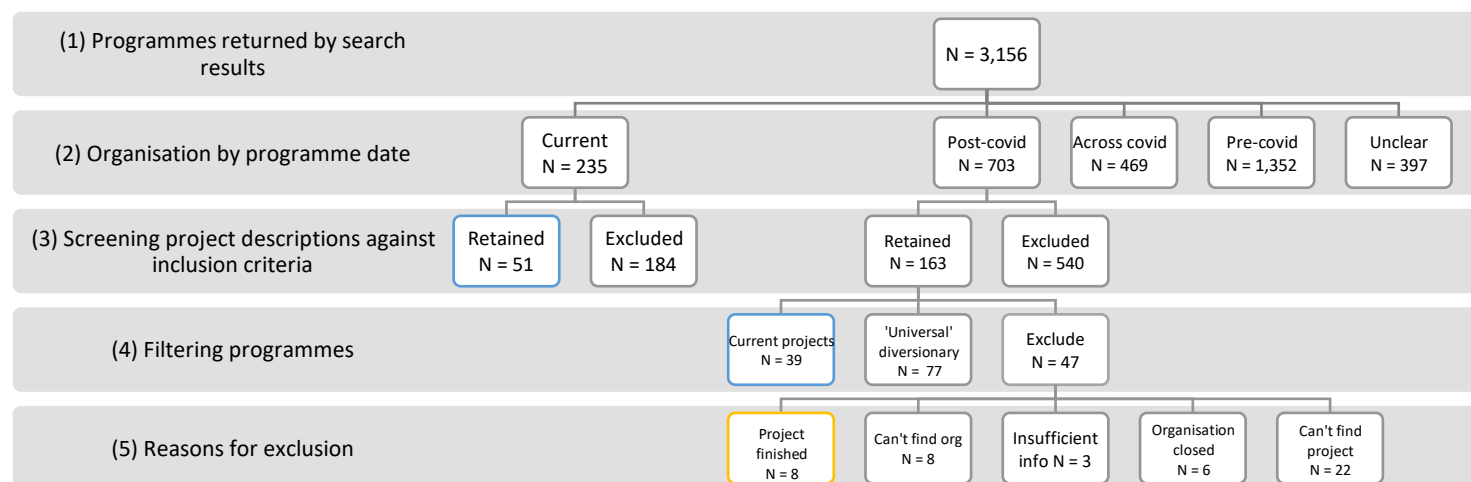 (1) Programmes returned by search
results
N = 3,156
(2) Organisation by programme date
Current
N = 235
Post-covid
N = 703
Across covid
N = 469
Pre-covid
N = 1,352
Unclear
N = 397
(3) Screening project descriptions against
inclusion criteria
Retained
N = 51
Excluded
N = 184
Retained
N = 163
Excluded
N = 540
(4) Filtering programmes
Current projects
N = 39
'Universal'
diversionary
N = 77
Exclude
N = 47
(5) Reasons for exclusion
Project
finished
N = 8
Can't find org
N = 8
Insufficient
info N = 3
Organisation
closed
N = 6
Can't find
project
N = 22